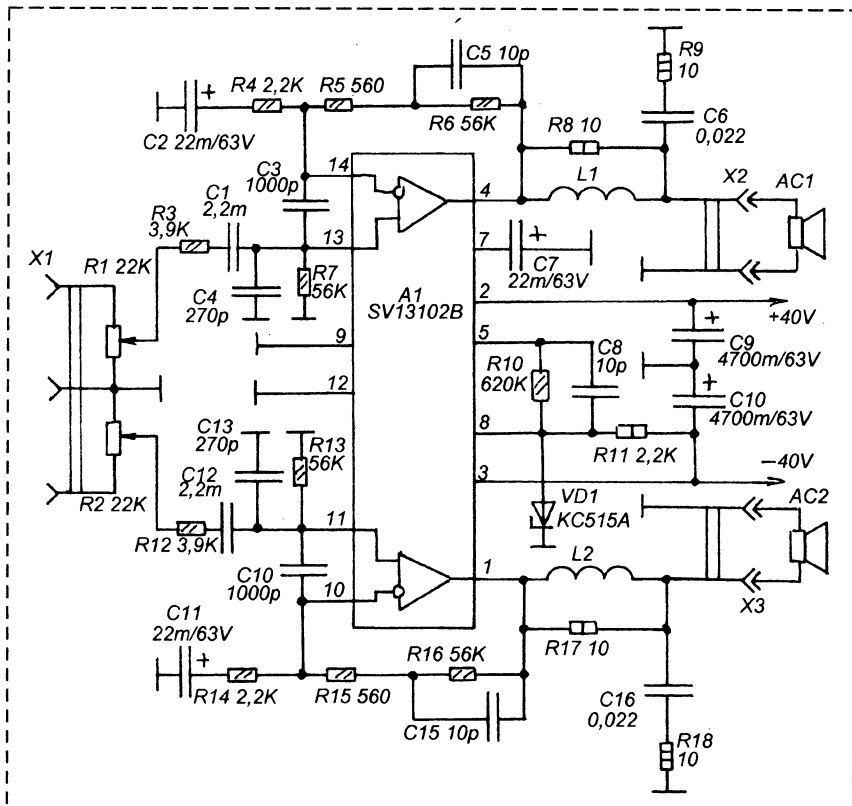 C5 10p
R4 2,2K
R5 560
R9
10
+
C2 22m/63V
R6 56K
C6
0,022
R8 10
C3
1000p
14
L1
C1
2,2m
4
X2
AC1
R3
3,9K
13
7
+
X1
R1 22K
R7
56K
C7
22m/63V
C4
270p
A1
SV13102B
2
+40V
9
5
R10
620K
C8
10p
+
C9
4700m/63V
12
+
C10
4700m/63V
C13
270p
R13
56K
8
R11 2,2K
C12
2,2m
3
–40V
R2 22K
VD1
KC515A
AC2
R12 3,9K
11
L2
C10
1000p
10
1
X3
C11
22m/63V
+
R16 56K
R17 10
R14 2,2K
R15 560
C16
0,022
C15 10p
R18
10